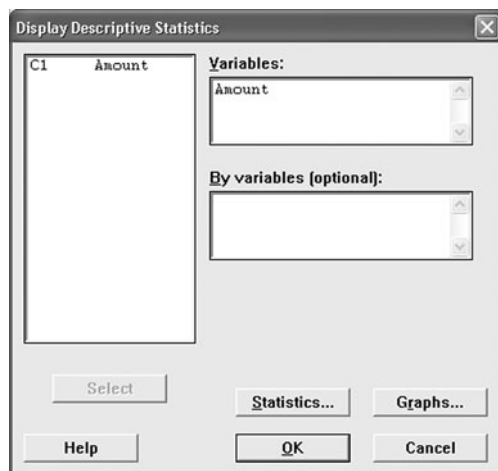 Display Descriptive Statistics
C1 Amount
Variables:
Amount
By variables (optional):
Select
Statistics...
Graphs...
Help
OK
Cancel